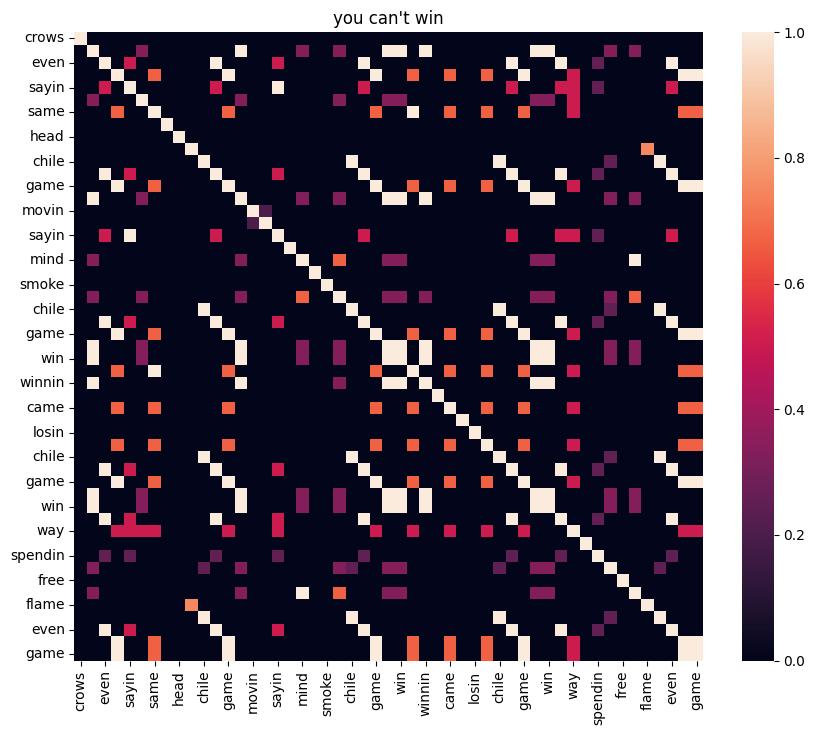 you can't win
crows
even
sayin
same
head
chile
game
movin
sayin
mind
smoke
chile
game
win
winnin
came
losin
chile
game
win
way
spendin
free
flame
even
game
1.0
0.8
0.6
0.4
0.2
0.0
crows
even
sayin
same
head
chile
game
movin
sayin
mind
smoke
chile
game
win
winnin
came
losin
chile
game
win
way
spendin
free
flame
even
game